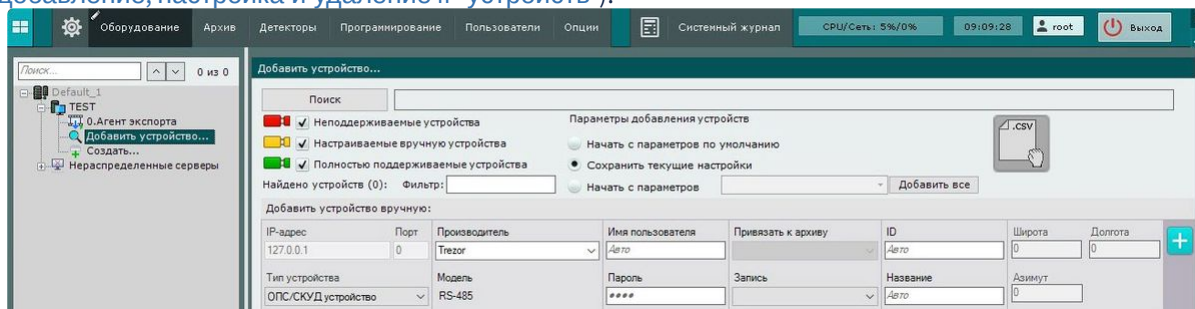 добавление, настройка и удаление IP-устройств").
Оборудование Архив Детекторы Программирование Пользователи Опции Системный журнал CPU/Сеть: 5%/0% 09:09:28 root Выход
Поиск... 0 из 0
Default_1
TEST
0.Агент экспорта
Добавить устройство...
Создать...
Нераспределенные серверы
Добавить устройство...
Поиск
Неподдерживаемые устройства
Настраиваемые вручную устройства
Полностью поддерживаемые устройства
Найдено устройств (0): Фильтр:
Параметры добавления устройств
Начать с параметров по умолчанию
Сохранить текущие настройки
Начать с параметров Добавить все
.CSV
Добавить устройство вручную:
IP-адрес Порт Производитель Имя пользователя Привязать к архиву ID Широта Долгота
127.0.0.1 0 Trezor Авто Авто 0 0
Тип устройства Модель Пароль Запись Название Азимут
ОПС/СКУД устройство RS-485 **** Авто 0